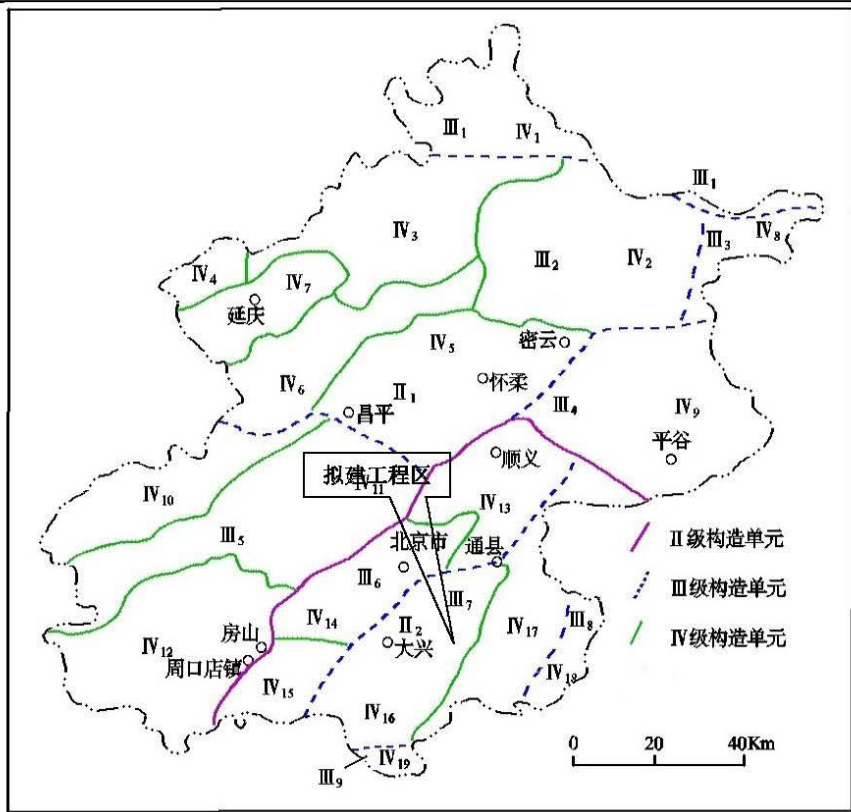 Ⅲ₁ Ⅳ₁
Ⅲ₁
Ⅳ₃ Ⅲ₂ Ⅳ₂ Ⅲ₃ Ⅳ₈
Ⅳ₄ Ⅳ₇
延庆
Ⅳ₅ 密云
Ⅳ₆ Ⅱ₁ 怀柔 Ⅲ₄ Ⅳ₉
昌平
顺义 平谷
拟建工程区
Ⅳ₁₀ Ⅳ₁₁ Ⅳ₁₃
Ⅲ₅ 北京市 通县
Ⅱ级构造单元
Ⅲ₆ Ⅲ₇
Ⅲ级构造单元
Ⅳ₁₂ 房山 Ⅳ₁₄ Ⅱ₂ Ⅳ₁₇ Ⅲ₈
大兴
Ⅳ级构造单元
周口店镇
Ⅳ₁₅ Ⅳ₁₈
Ⅳ₁₆
Ⅲ₉ Ⅳ₁₉
0 20 40Km